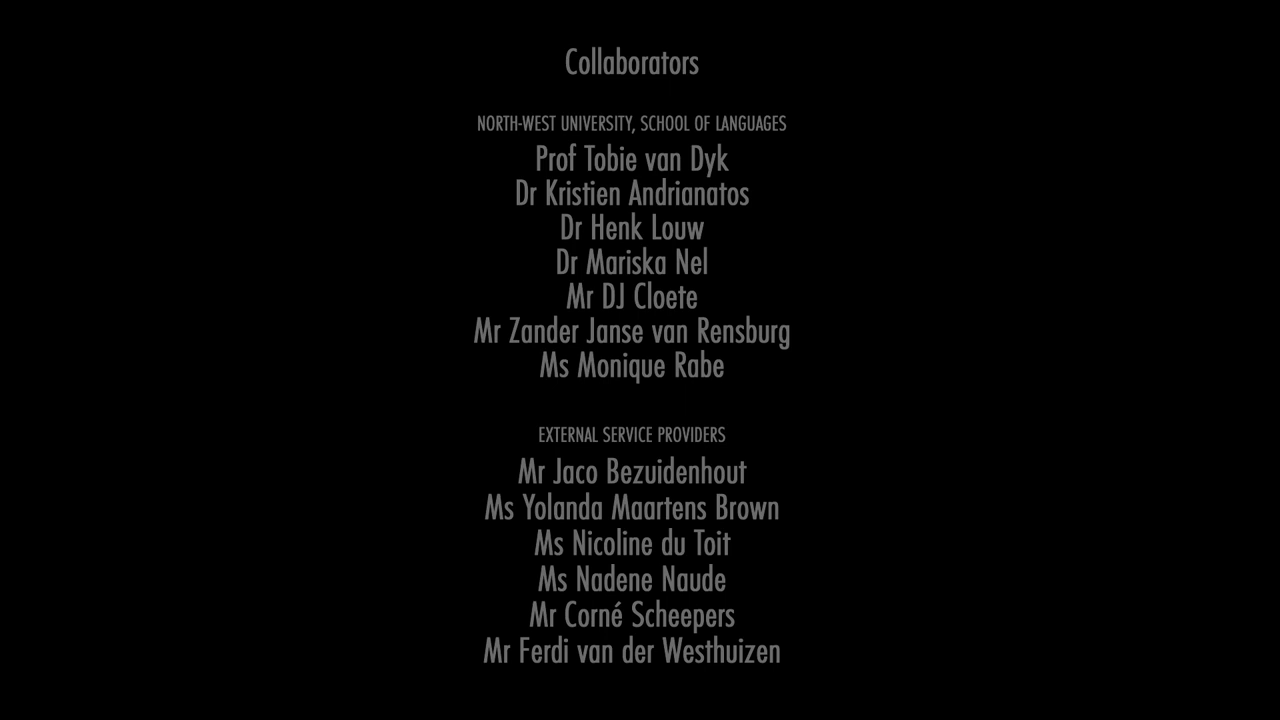 Collaborators
NORTH-WEST UNIVERSITY, SCHOOL OF LANGUAGES
Prof Tobie van Dyk
Dr Kristien Andrianatos
Dr Henk Louw
Dr Mariska Nel
Mr DJ Cloete
Mr Zander Janse van Rensburg
Ms Monique Rabe
EXTERNAL SERVICE PROVIDERS
Mr Jaco Bezuidenhout
Ms Yolanda Maartens Brown
Ms Nicoline du Toit
Ms Nadene Naude
Mr Corné Scheepers
Mr Ferdi van der Westhuizen